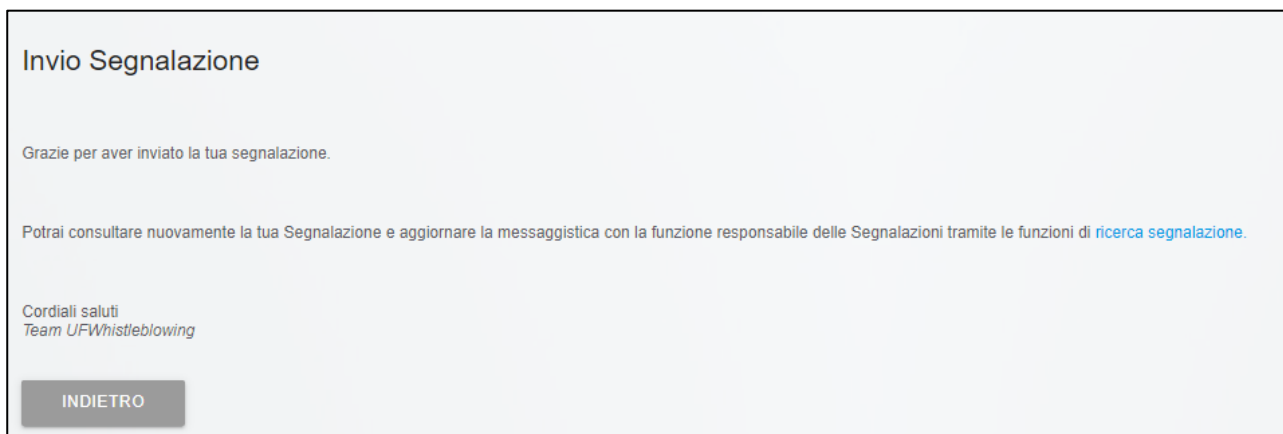 Invio Segnalazione
Grazie per aver inviato la tua segnalazione.
Potrai consultare nuovamente la tua Segnalazione e aggiornare la messaggistica con la funzione responsabile delle Segnalazioni tramite le funzioni di ricerca segnalazione.
Cordiali saluti
Team UFWhistleblowing
INDIETRO